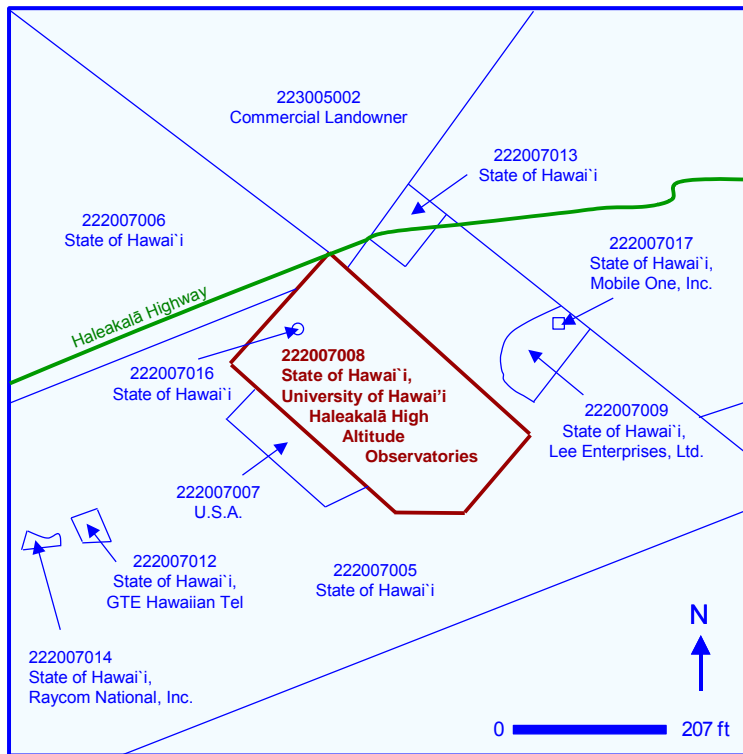 223005002
Commercial Landowner
222007013
State of Hawai`i
222007006
State of Hawai`i
222007017
State of Hawai`i,
Mobile One, Inc.
Haleakalā Highway
222007016
State of Hawai`i
222007008
State of Hawai`i,
University of Hawai'i
Haleakalā High
Altitude
Observatories
222007009
State of Hawai`i,
Lee Enterprises, Ltd.
222007007
U.S.A.
222007012
State of Hawai`i,
GTE Hawaiian Tel
222007005
State of Hawai`i
222007014
State of Hawai`i,
Raycom National, Inc.
N
0 207 ft